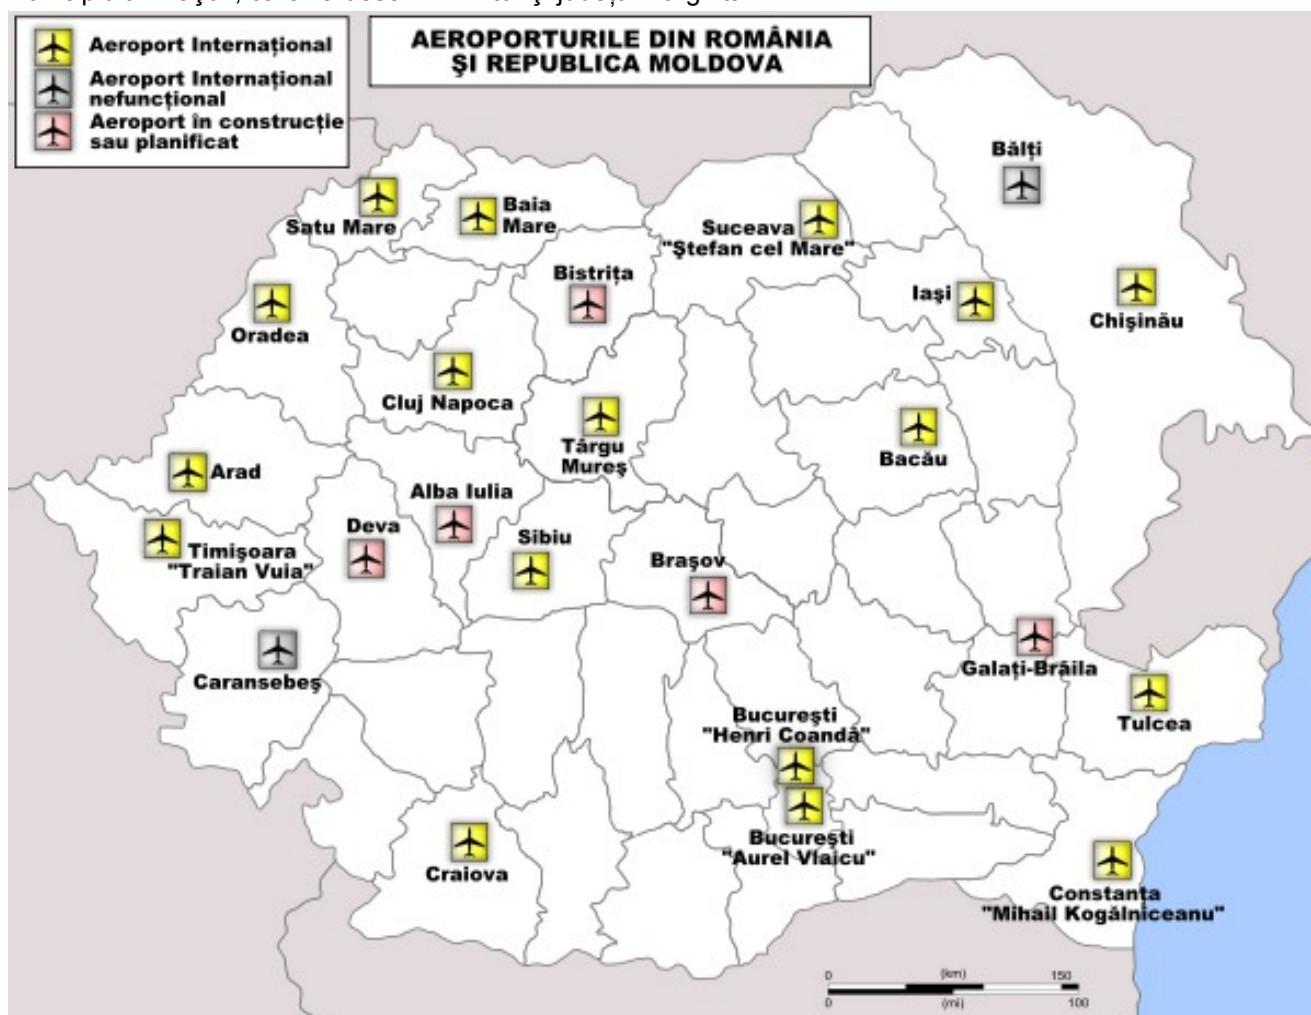 Aeroport Internațional
Aeroport Internațional
nefuncțional
Aeroport în construcție
sau planificat
AEROPORTURILE DIN ROMÂNIA
ŞI REPUBLICA MOLDOVA
Bălți
Satu Mare
Baia
Mare
Suceava
"Ştefan cel Mare"
Bistrița
Iaşi
Chişinău
Oradea
Cluj Napoca
Târgu
Mureş
Bacău
Arad
Alba Iulia
Deva
Sibiu
Timişoara
"Traian Vuia"
Braşov
Caransebeş
Galați-Brăila
Tulcea
Bucureşti
"Henri Coandă"
Bucureşti
"Aurel Vlaicu"
Craiova
Constanta
"Mihail Kogălniceanu"
0 (km) 150
0 (mi) 100